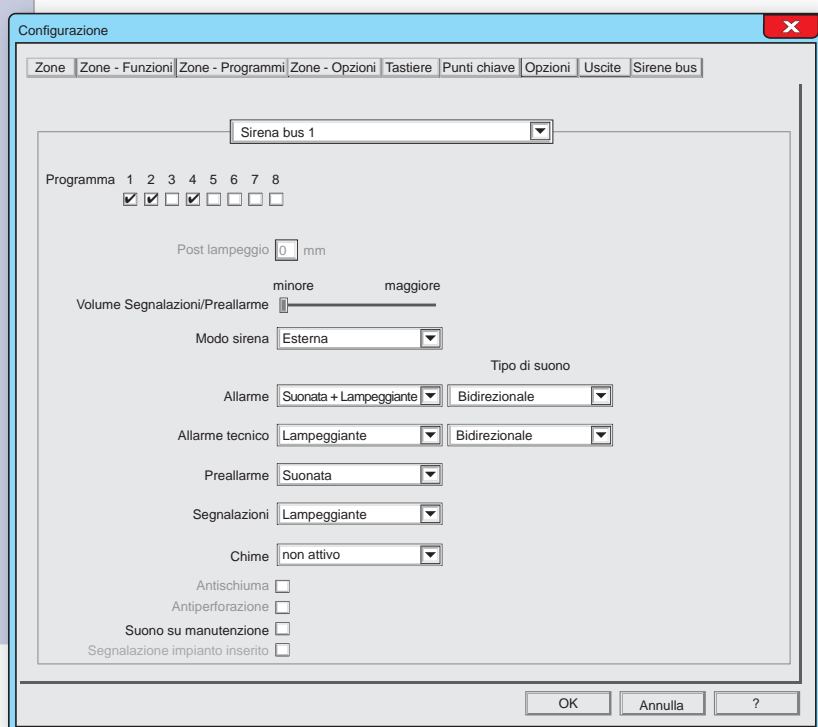 Configurazione
Zone Zone - Funzioni Zone - Programmi Zone - Opzioni Tastiere Punti chiave Opzioni Uscite Sirene bus
Sirena bus 1
Programma 1 2 3 4 5 6 7 8
Post lampeggio 0 mm
minore maggiore
Volume Segnalazioni/Preallarme
Modo sirena Esterna
Tipo di suono
Allarme Suonata + Lampeggiante Bidirezionale
Allarme tecnico Lampeggiante Bidirezionale
Preallarme Suonata
Segnalazioni Lampeggiante
Chime non attivo
Antischiuma
Antiperforazione
Suono su manutenzione
Segnalazione impianto inserito
OK Annulla ?